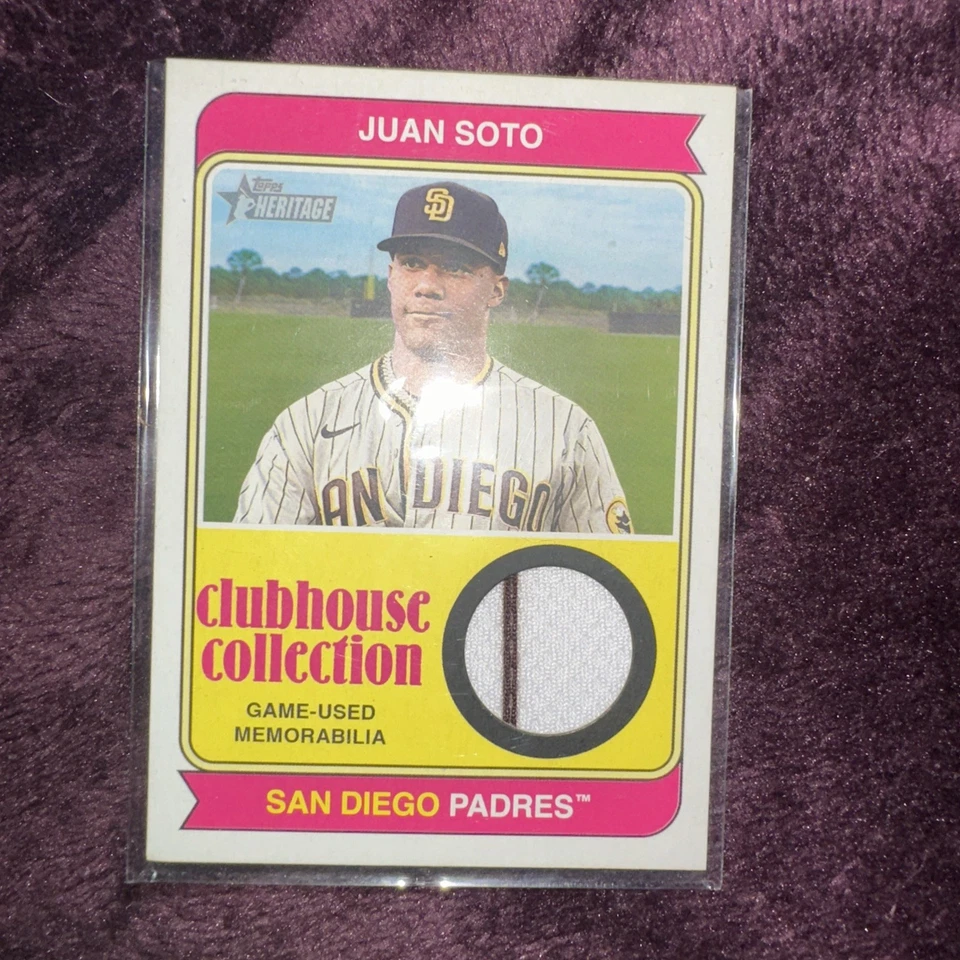 JUAN SOTO
TOPPS
HERITAGE
SD
SAN DIEGO
clubhouse
collection
GAME-USED
MEMORABILIA
SAN DIEGO PADRES™